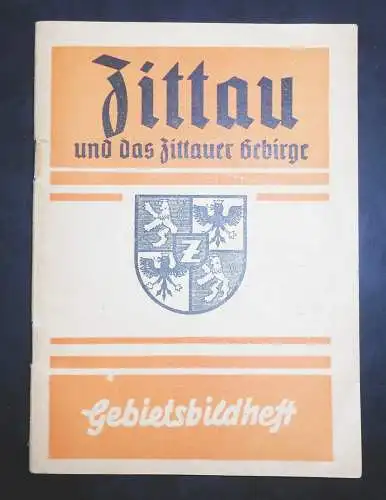 Zittau
und das Zittauer Gebirge
Z
Gebietsbildheft